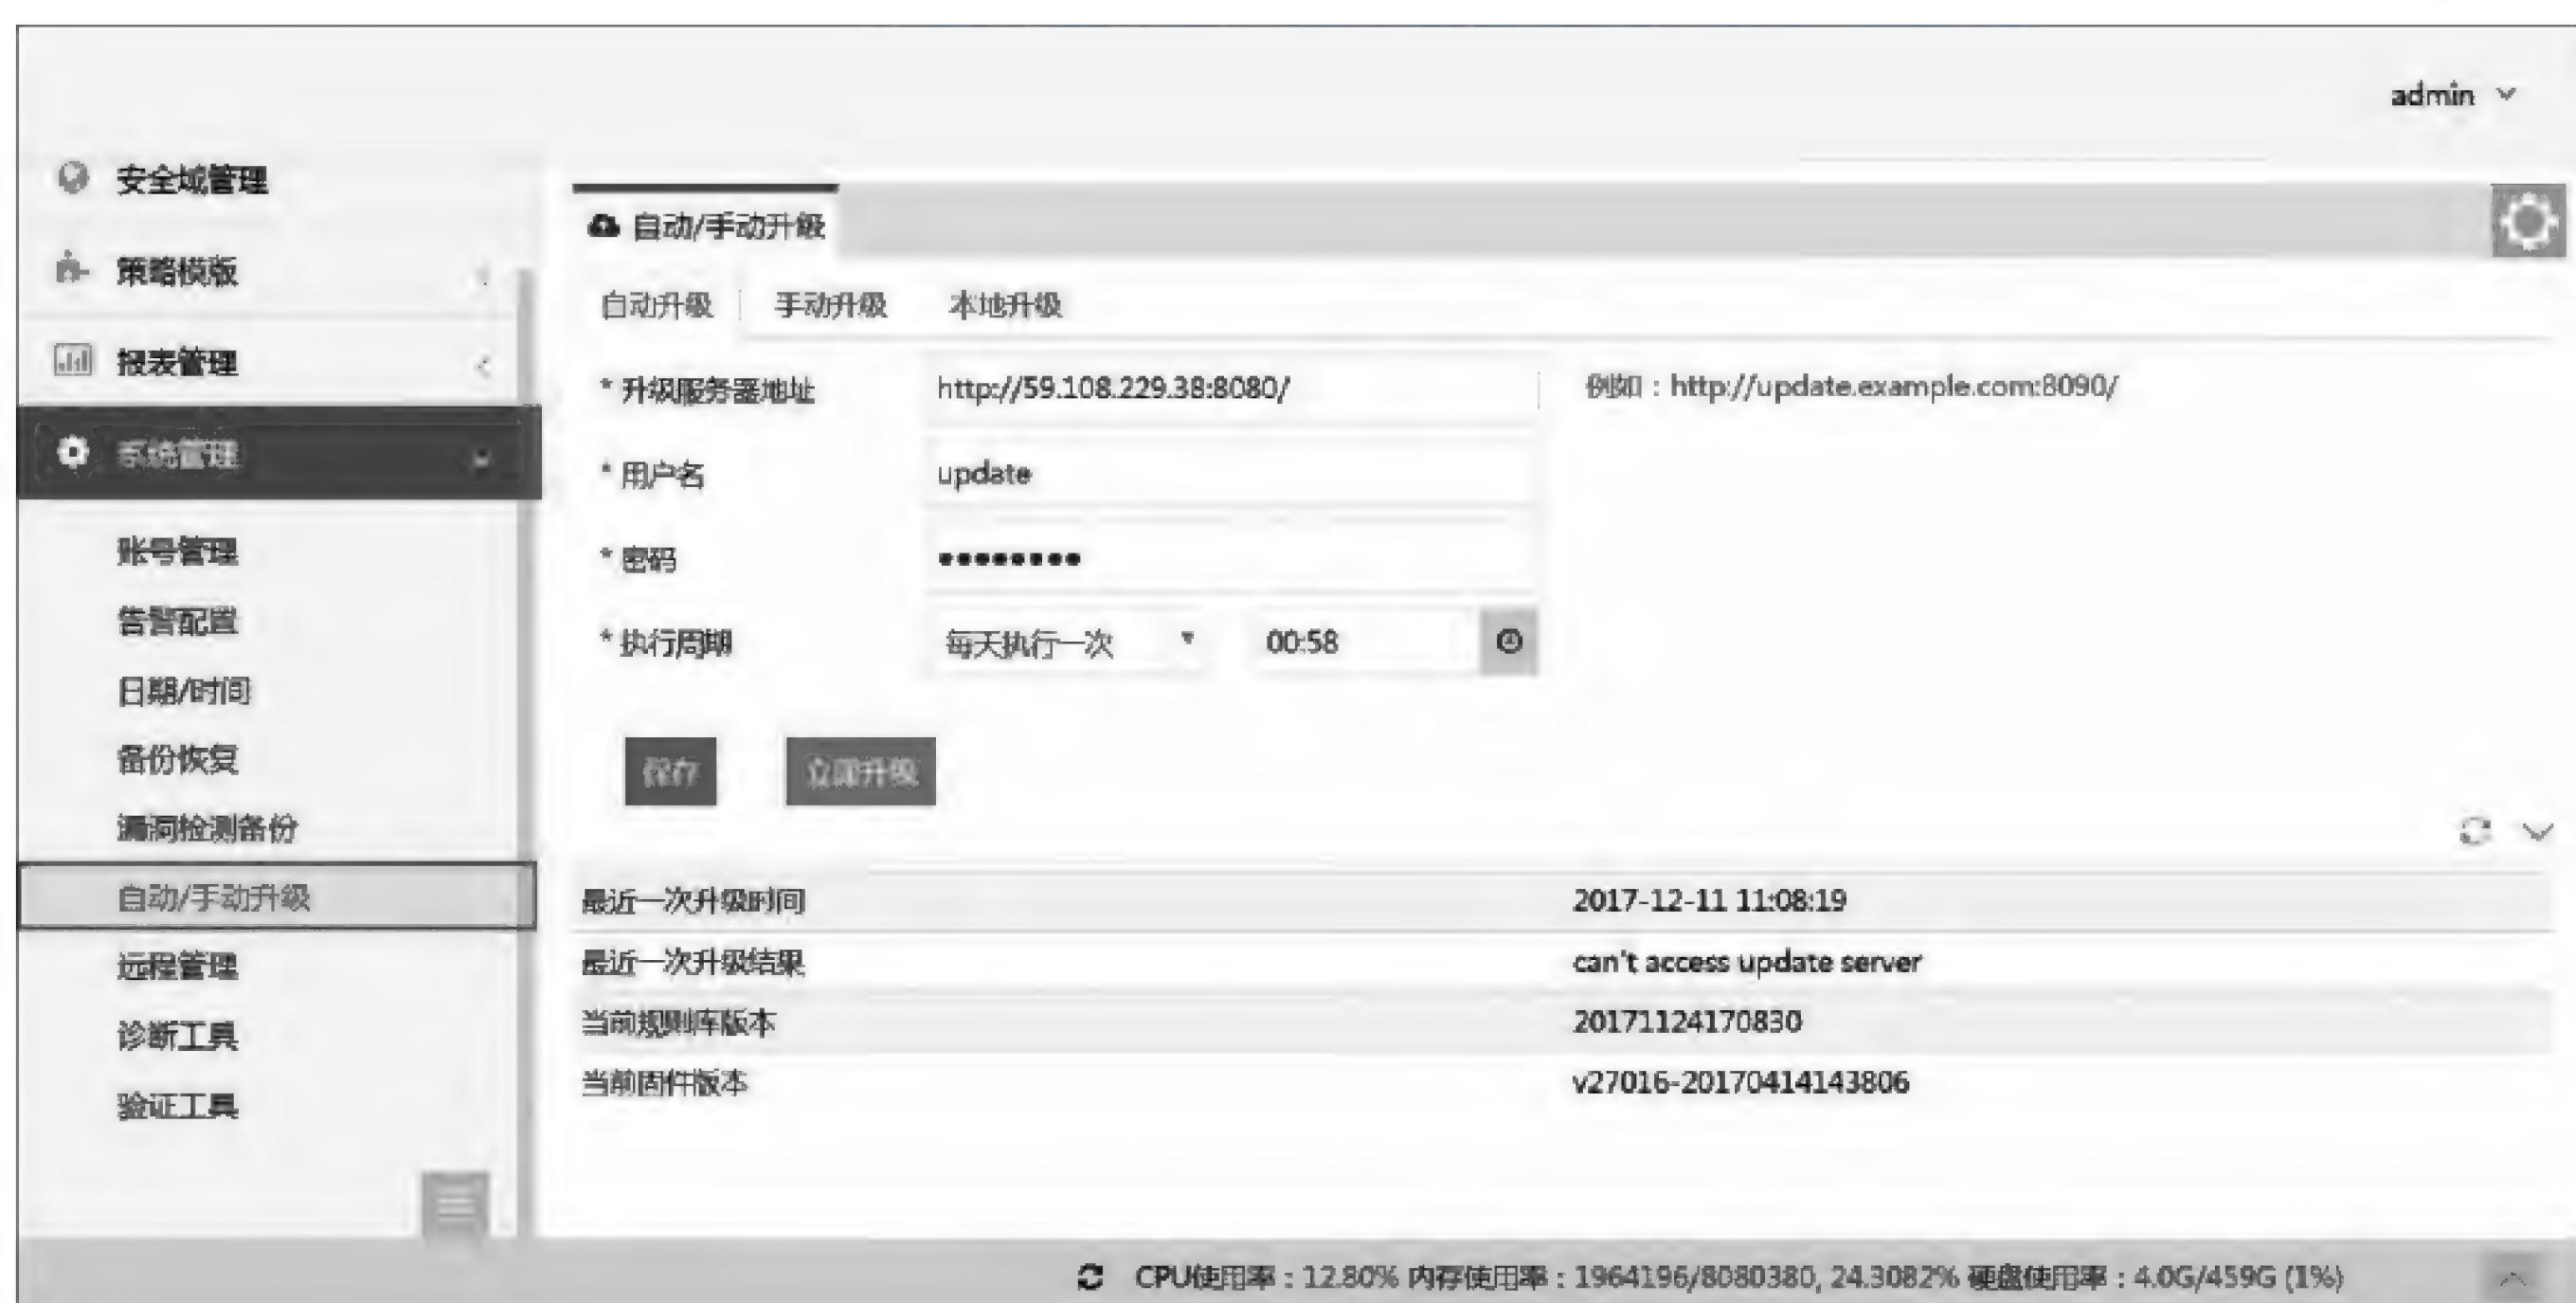 admin
安全域管理
策略模版
报表管理
系统管理
账号管理
告警配置
日期/时间
备份恢复
漏洞检测备份
自动/手动升级
远程管理
诊断工具
验证工具
自动/手动升级
自动升级 手动升级 本地升级
* 升级服务器地址 http://59.108.229.38:8080/ 例如：http://update.example.com:8090/
* 用户名 update
* 密码 ••••••••
* 执行周期 每天执行一次 00:58
保存 立即升级
最近一次升级时间 2017-12-11 11:08:19
最近一次升级结果 can't access update server
当前规则库版本 20171124170830
当前固件版本 v27016-20170414143806
CPU使用率：12.80% 内存使用率：1964196/8080380, 24.3082% 硬盘使用率：4.0G/459G (1%)